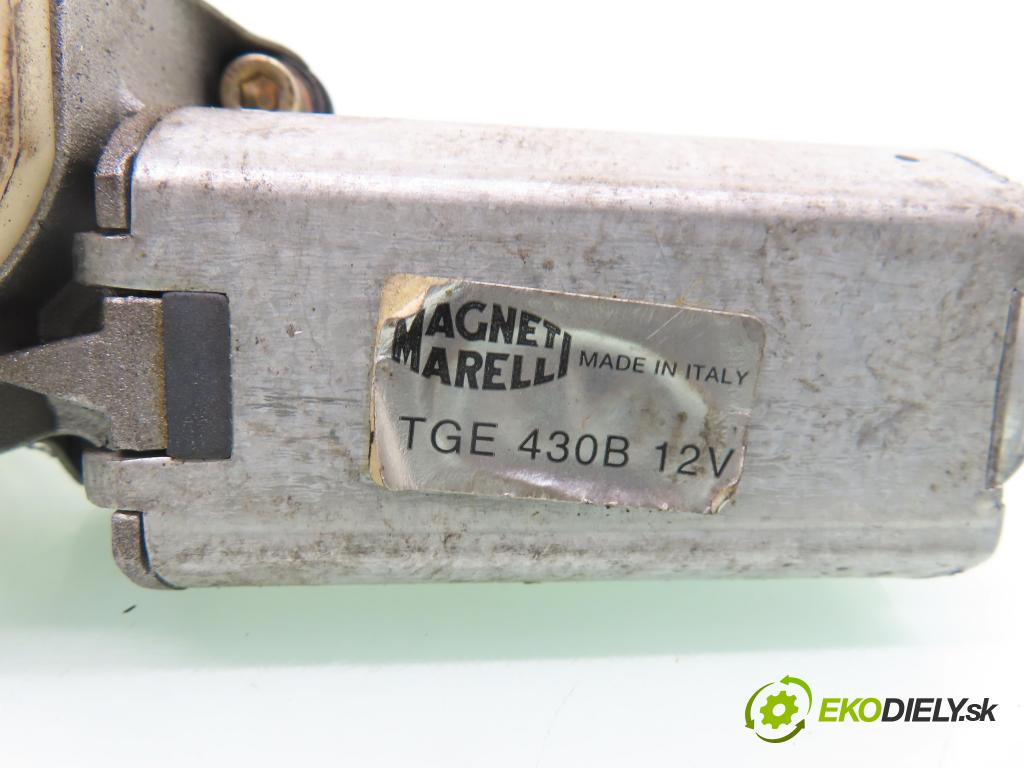 MAGNETI
MARELLI
MADE IN ITALY
TGE 430B 12V
EKODIELY.sk